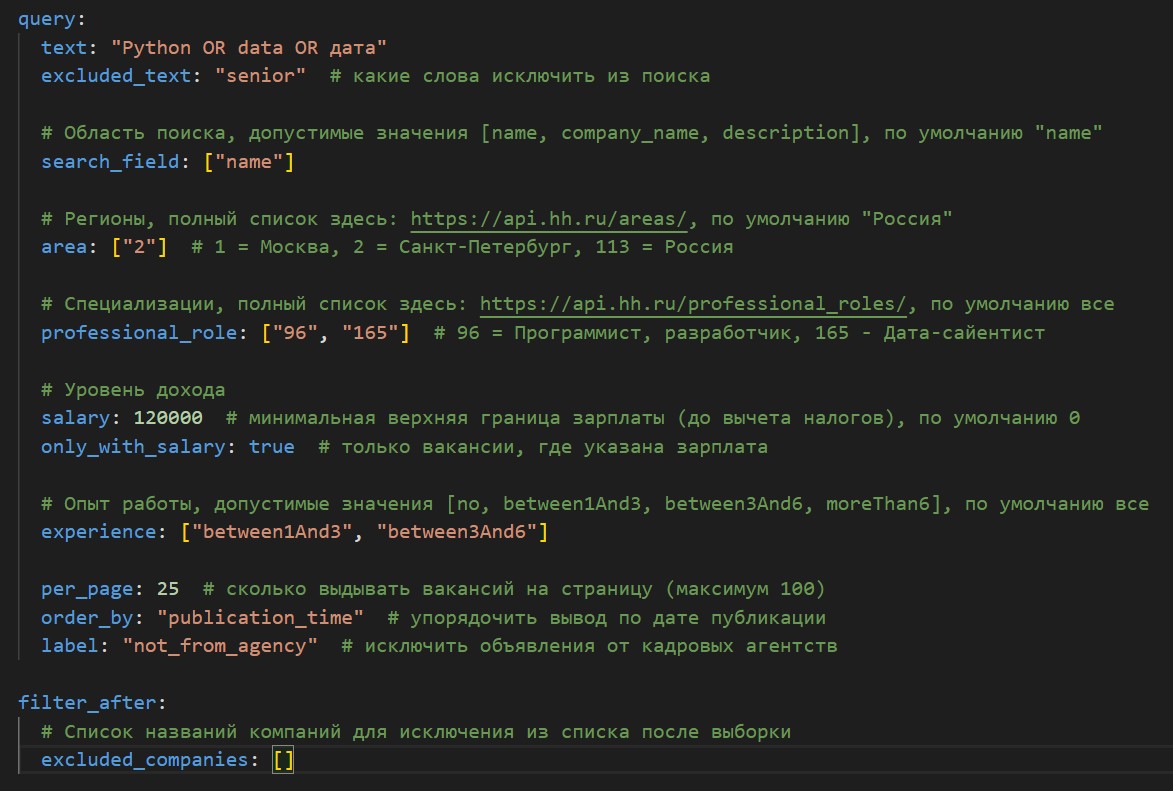 query:
text: "Python OR data OR дата"
excluded_text: "senior" # какие слова исключить из поиска
# Область поиска, допустимые значения [name, company_name, description], по умолчанию "name"
search_field: ["name"]
# Регионы, полный список здесь: https://api.hh.ru/areas/, по умолчанию "Россия"
area: ["2"] # 1 = Москва, 2 = Санкт-Петербург, 113 = Россия
# Специализации, полный список здесь: https://api.hh.ru/professional_roles/, по умолчанию все
professional_role: ["96", "165"] # 96 = Программист, разработчик, 165 - Дата-сайентист
# Уровень дохода
salary: 120000 # минимальная верхняя граница зарплаты (до вычета налогов), по умолчанию 0
only_with_salary: true # только вакансии, где указана зарплата
# Опыт работы, допустимые значения [no, between1And3, between3And6, moreThan6], по умолчанию все
experience: ["between1And3", "between3And6"]
per_page: 25 # сколько выдывать вакансий на страницу (максимум 100)
order_by: "publication_time" # упорядочить вывод по дате публикации
label: "not_from_agency" # исключить объявления от кадровых агентств
filter_after:
# Список названий компаний для исключения из списка после выборки
excluded_companies: []